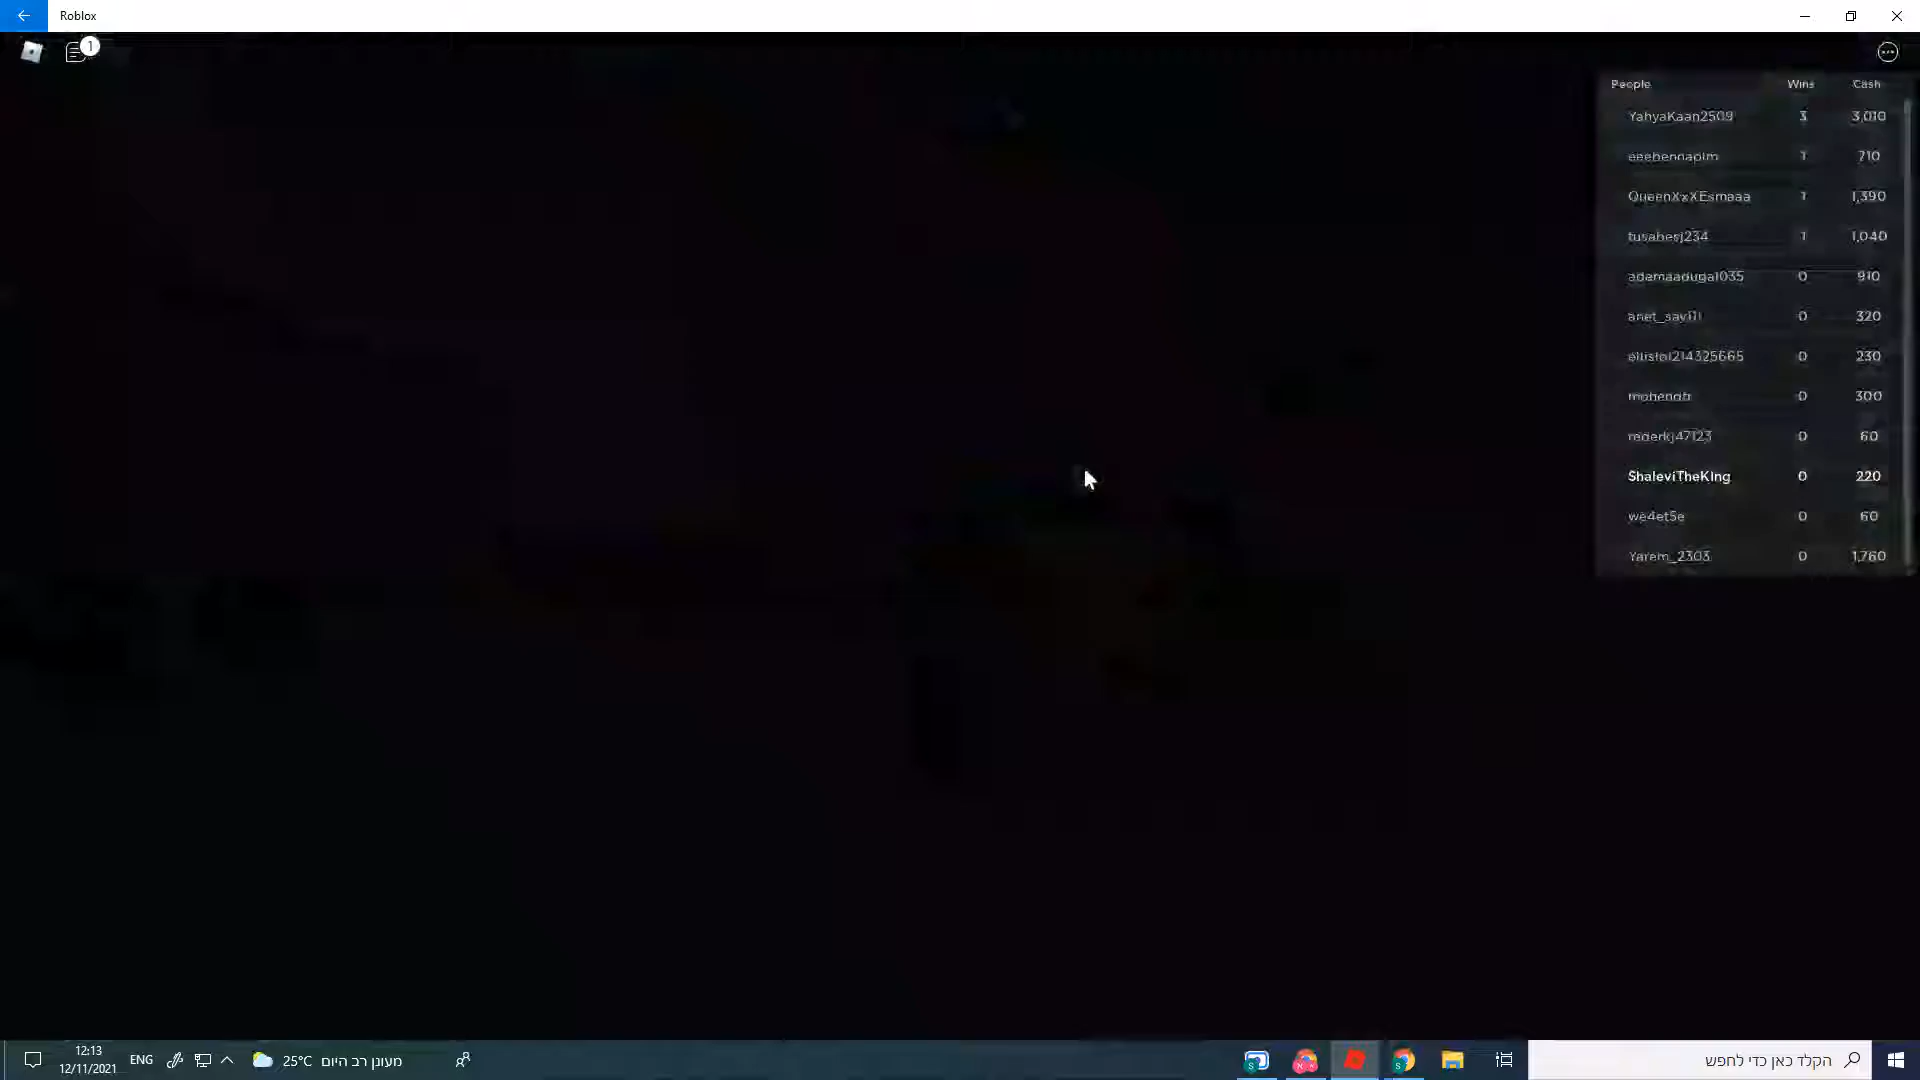 Roblox
1
People Wins Cash
YahyaKaan2509 3 3,010
1 710
QueenXxXEsmaaa 1 1,390
tusabesj234 1 1,040
0 910
0 320
0 230
0 300
0 60
ShaleviTheKing 0 220
we4et5e 0 60
Yarem_2303 0 1,760
12:13
12/11/2021
ENG
25°C מעונן רב היום
הקלד כאן כדי לחפש